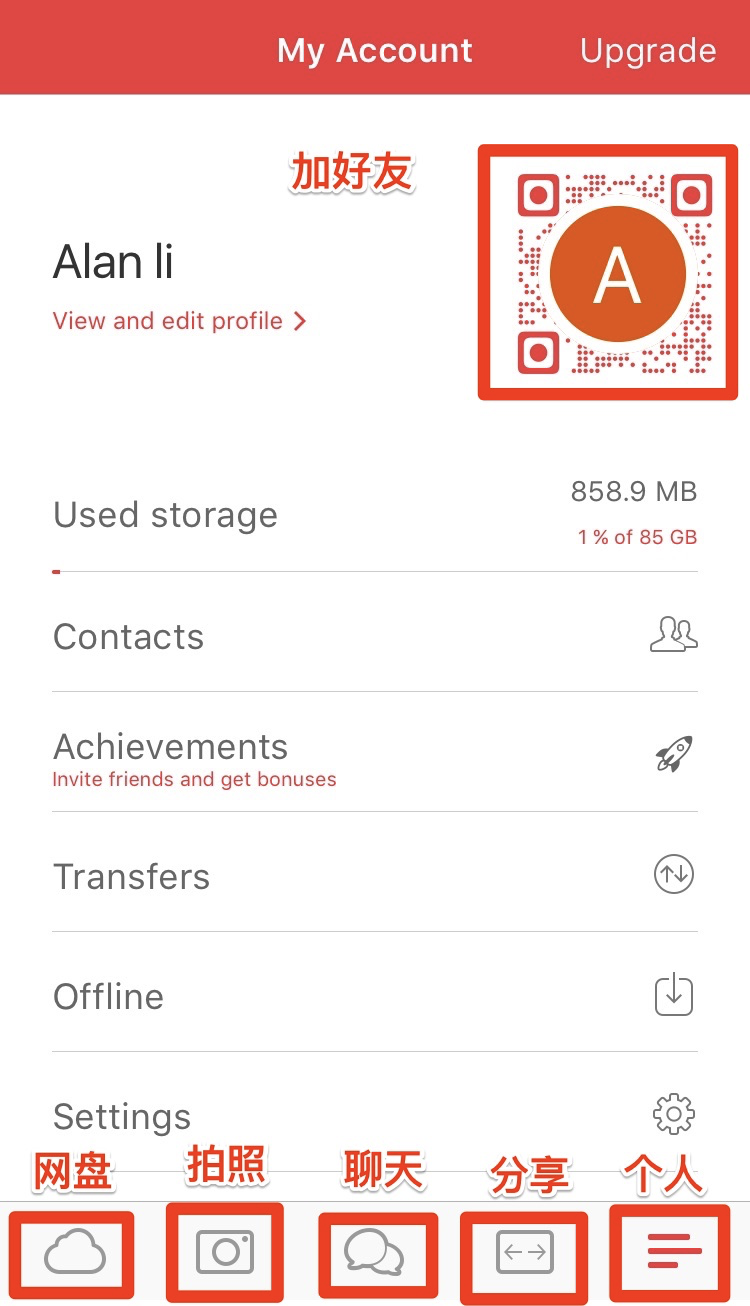 My Account
Upgrade
加好友
A
Alan li
View and edit profile
Used storage
858.9 MB
1 % of 85 GB
Contacts
Achievements
Invite friends and get bonuses
Transfers
Offline
Settings
网盘
拍照
聊天
分享
个人